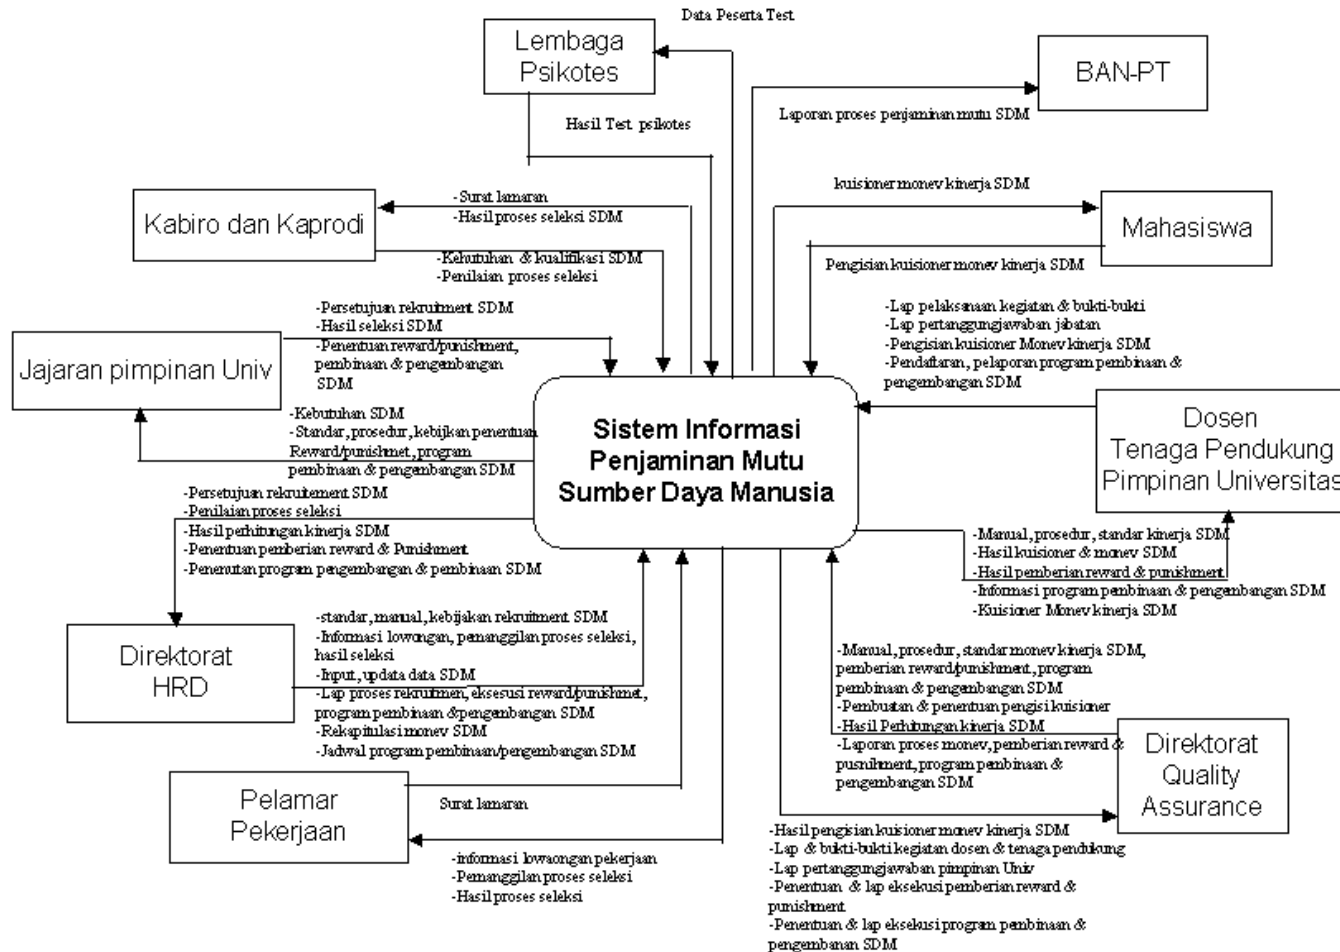 Data Peserta Test
Lembaga
Psikotes
BAN-PT
Laporan proses penjaminan mutu SDM
Hasil Test psikotes
Kabiro dan Kaprodi
-Surat lamaran
-Hasil proses seleksi SDM
-Kehutuhan & kualifikasi SDM
-Penilaian proses seleksi
kuisioner monev kinerja SDM
Mahasiswa
Pengisian kuisioner monev kinerja SDM
Jajaran pimpinan Univ
-Persetujuan rekruitment SDM
-Hasil seleksi SDM
-Penentuan reward/punishment,
pembinaan & pengembangan
SDM
-Kebutuhan SDM
-Standar, prosedur, kebijkan penentuan
Reward/punishmet, program
pembinaan & pengembangan SDM
-Lap pelaksanaan kegiatan & bukti-bukti
-Lap pertanggungjawaban jabatan
-Pengisian kuisioner Monev kinerja SDM
-Pendaftaran, pelaporan program pembinaan &
pengembangan SDM
Sistem Informasi
Penjaminan Mutu
Sumber Daya Manusia
Dosen
Tenaga Pendukung
Pimpinan Universitas
-Manual, prosedur, standar kinerja SDM
-Hasil kuisioner & monev SDM
-Hasil pemberian reward & punishment
-Informasi program pembinaan & pengembangan SDM
-Kuisioner Monev kinerja SDM
-Persetujuan rekruitement SDM
-Penilaian proses seleksi
-Hasil perhitungan kinerja SDM
-Penentuan pemberian reward & Punishment
-Penenutan program pengembangan & pembinaan SDM
Direktorat
HRD
-standar, manual, kebijakan rekruitment SDM
-Informasi lowongan, pemanggilan proses seleksi,
hasil seleksi
-Input, updata data SDM
-Lap proses rekruitmen, eksesusi reward/punishmet,
program pembinaan &pengembangan SDM
-Rekapitulasi monev SDM
-Jadwal program pembinaan/pengembangan SDM
-Manual, prosedur, standar monev kinerja SDM,
pemberian reward/punishment, program
pembinaan & pengembangan SDM
-Pembuatan & penentuan pengisi kuisioner
-Hasil Perhitungan kinerja SDM
-Laporan proses monev, pemberian reward &
pusnihment, program pembinaan &
pengembangan SDM
Direktorat
Quality
Assurance
Pelamar
Pekerjaan
Surat lamaran
-informasi lowaongan pekerjaan
-Pemanggilan proses seleksi
-Hasil proses seleksi
-Hasil pengisian kuisioner monev kinerja SDM
-Lap & bukti-bukti kegiatan dosen & tenaga pendukung
-Lap pertanggungjawaban pimpinan Univ
-Penentuan & lap eksekusi pemberian reward &
punishment
-Penentuan & lap eksekusi program pembinaan &
pengembanan SDM